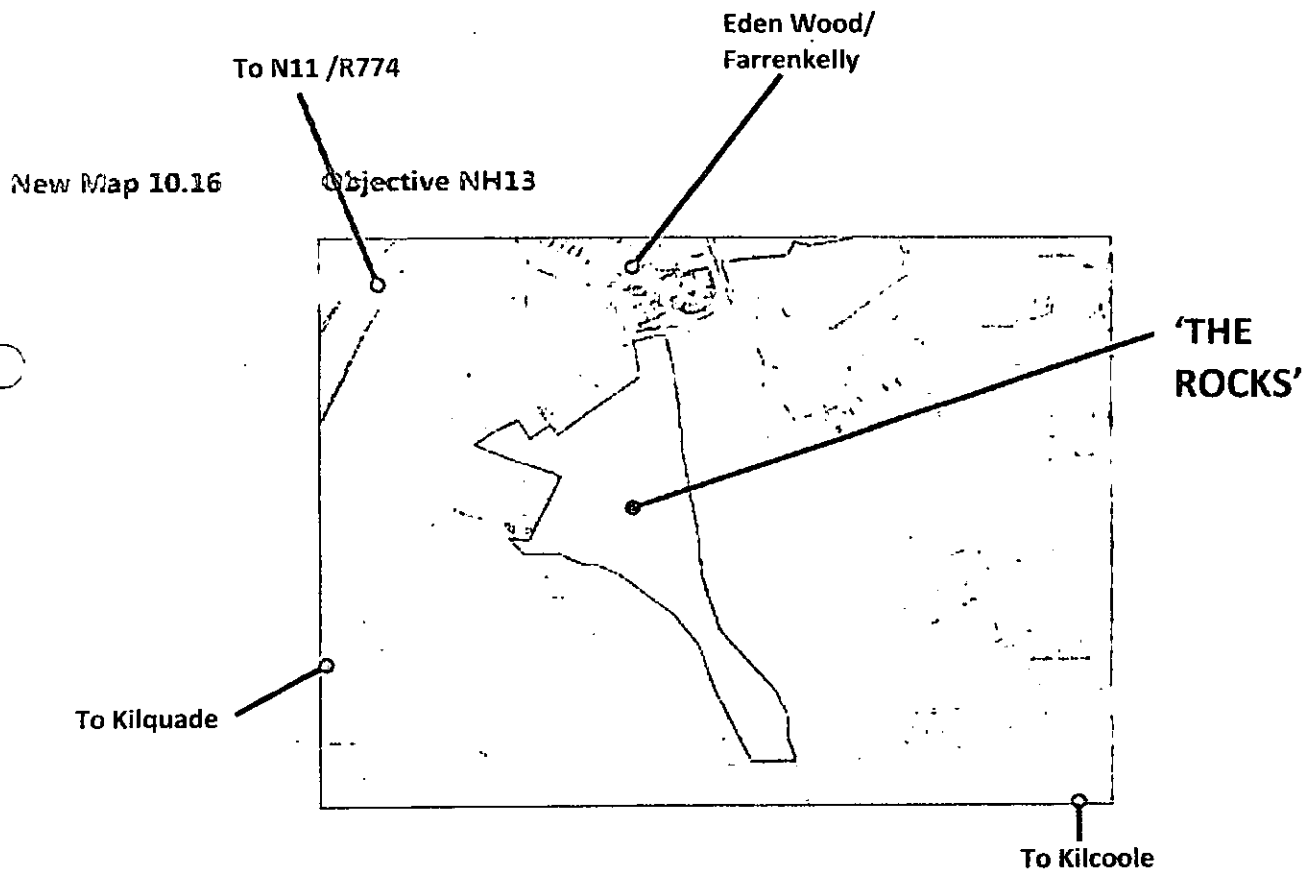 Eden Wood/
Farrenkelly
To N11 /R774
New Map 10.16 Objective NH13
‘THE
ROCKS’
To Kilquade
To Kilcoole